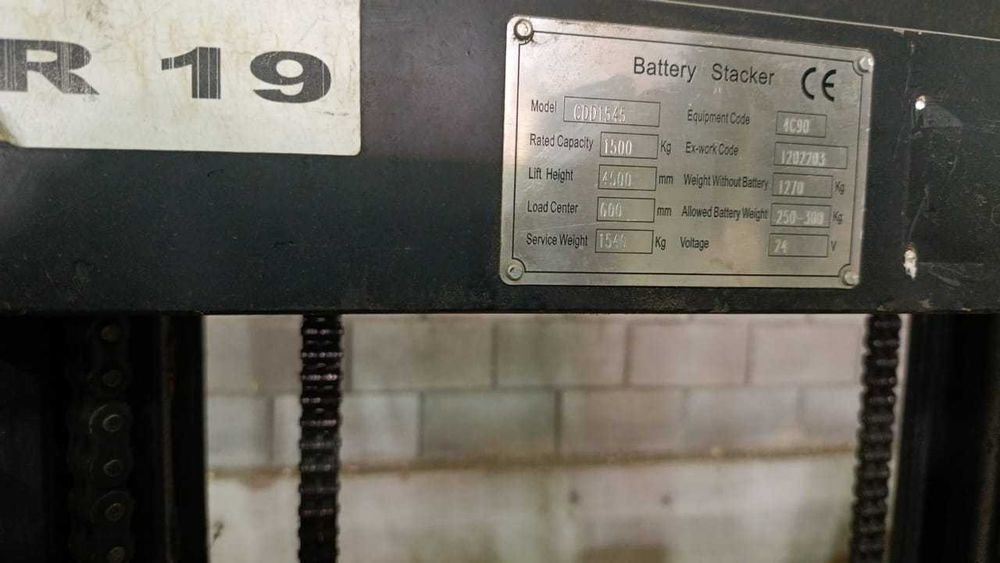 R 19
Battery Stacker CE
Model CDD1545 Equipment Code 4C90
Rated Capacity 1500 Kg Ex-work Code 1202203
Lift Height 4500 mm Weight Without Battery 1270 Kg
Load Center 600 mm Allowed Battery Weight 250-300 Kg
Service Weight Kg Voltage 24 V